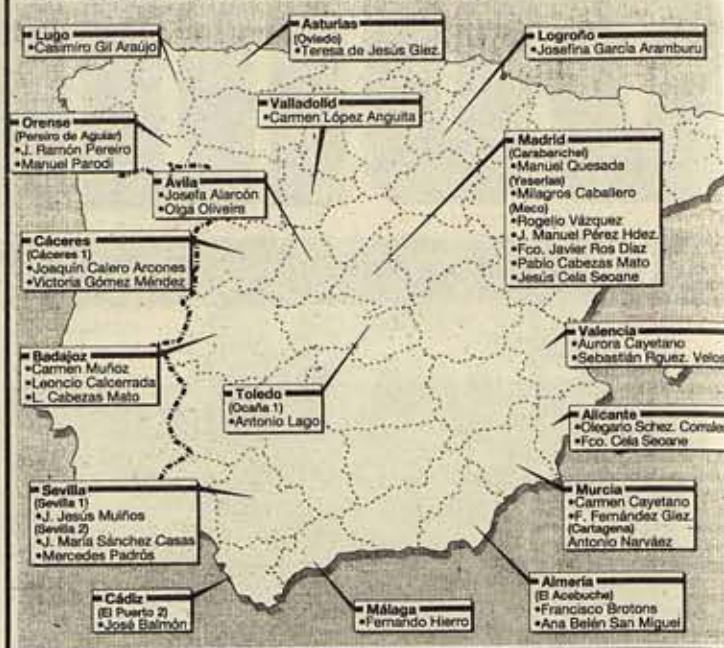 Lugo
•Casimiro Gil Araújo
Asturias
(Oviedo)
•Teresa de Jesús Glez.
Logroño
•Josefina García Aramburu
Valladolid
•Carmen López Anguita
Orense
(Pereiro de Aguiar)
•J. Ramón Pereiro
•Manuel Parodi
Madrid
(Carabanchel)
•Manuel Quesada
(Yeserías)
•Milagros Caballero
(Meco)
•Rogelio Vázquez
•J. Manuel Pérez Hdez.
•Fco. Javier Ros Díaz
•Pablo Cabezas Mato
•Jesús Cela Seoane
Ávila
•Josefa Alarcón
•Olga Oliveira
Cáceres
(Cáceres 1)
•Joaquín Calero Arcones
•Victoria Gómez Méndez
Valencia
•Aurora Cayetano
•Sebastián Rguez. Velos
Badajoz
•Carmen Muñoz
•Leoncio Calcerrada
•L. Cabezas Mato
Toledo
(Ocaña 1)
•Antonio Lago
Alicante
•Olegario Schez. Corrales
•Fco. Cela Seoane
Sevilla
(Sevilla 1)
•J. Jesús Muiños
(Sevilla 2)
•J. María Sánchez Casas
•Mercedes Padrós
Murcia
•Carmen Cayetano
•F. Fernández Glez.
(Cartagena)
Antonio Narváez
Cádiz
(El Puerto 2)
•José Balmón
Málaga
•Fernando Hierro
Almería
(El Acebuche)
•Francisco Brotons
•Ana Belén San Miguel